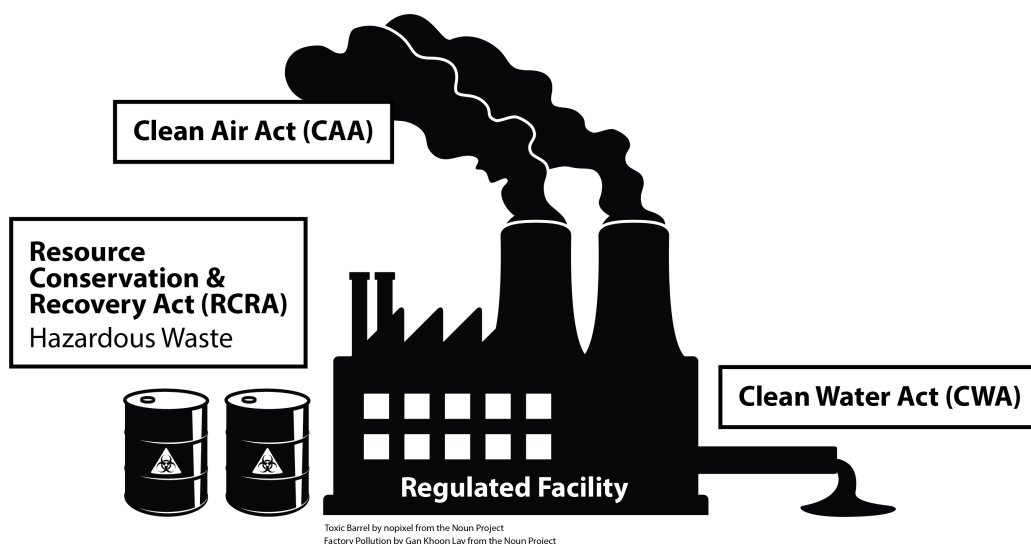 Clean Air Act (CAA)
Resource
Conservation &
Recovery Act (RCRA)
Hazardous Waste
Clean Water Act (CWA)
Regulated Facility
Toxic Barrel by nopixel from the Noun Project
Factory Pollution by Gan Khoon Lay from the Noun Project